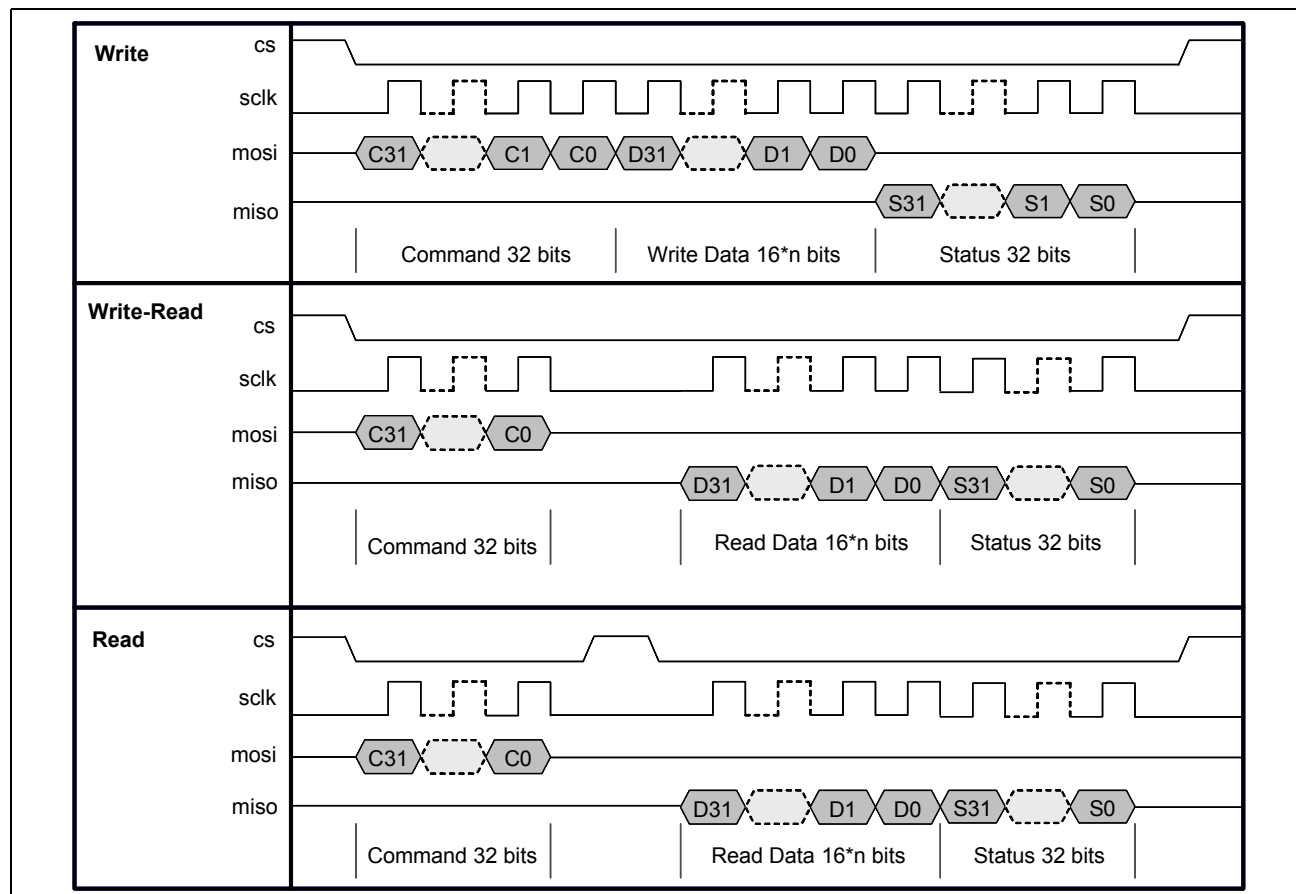 Write
cs
sclk
mosi C31 C1 C0 D31 D1 D0
miso S31 S1 S0
Command 32 bits Write Data 16*n bits Status 32 bits
Write-Read
cs
sclk
mosi C31 C0
miso D31 D1 D0 S31 S0
Command 32 bits Read Data 16*n bits Status 32 bits
Read cs
sclk
mosi C31 C0
miso D31 D1 D0 S31 S0
Command 32 bits Read Data 16*n bits Status 32 bits